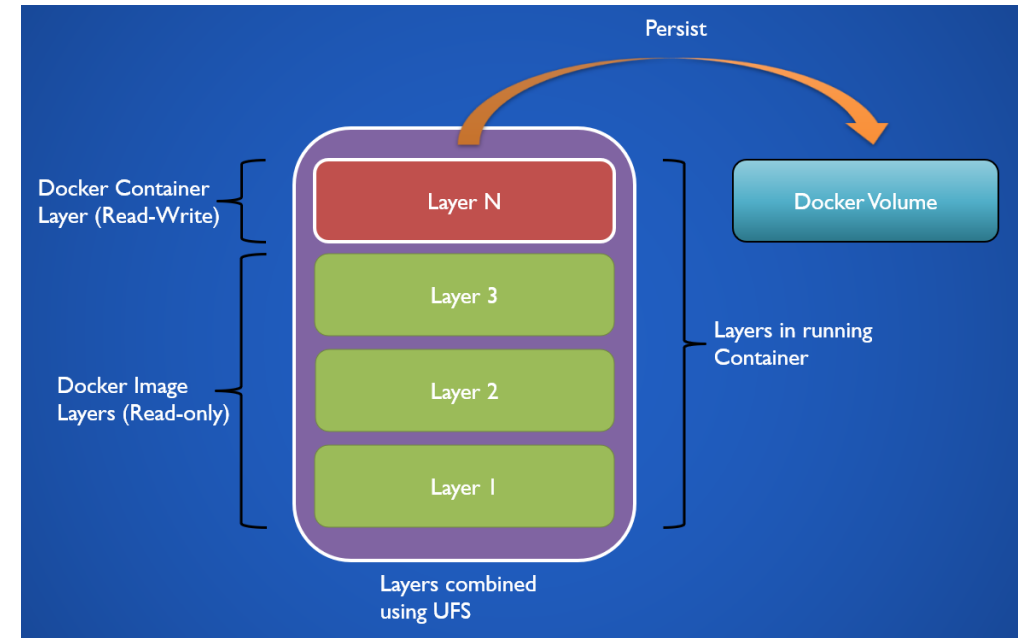 Persist
Docker Container
Layer (Read-Write)
Layer N
Docker Volume
Layer 3
Layers in running
Container
Docker Image
Layers (Read-only)
Layer 2
Layer 1
Layers combined
using UFS